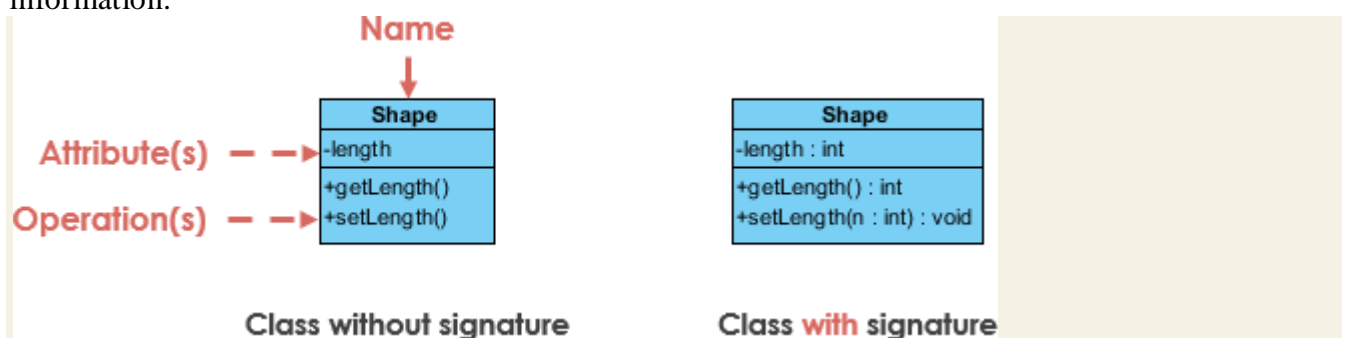 information.
Name
Shape
Attribute(s)
-length
+getLength()
Operation(s)
+setLength()
Class without signature
Shape
-length : int
+getLength() : int
+setLength(n : int) : void
Class with signature